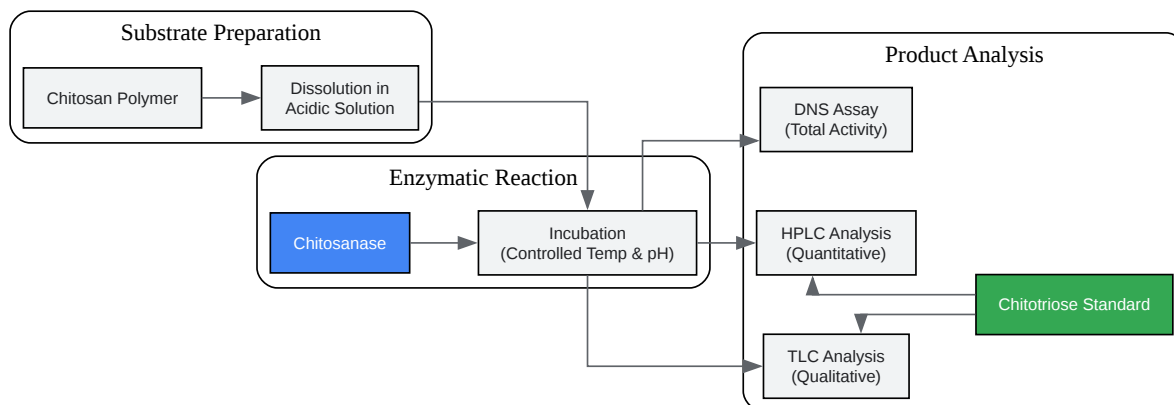 Substrate Preparation
Chitosan Polymer
Dissolution in
Acidic Solution
Enzymatic Reaction
Chitosanase
Incubation
(Controlled Temp & pH)
Product Analysis
DNS Assay
(Total Activity)
HPLC Analysis
(Quantitative)
Chitotriose Standard
TLC Analysis
(Qualitative)